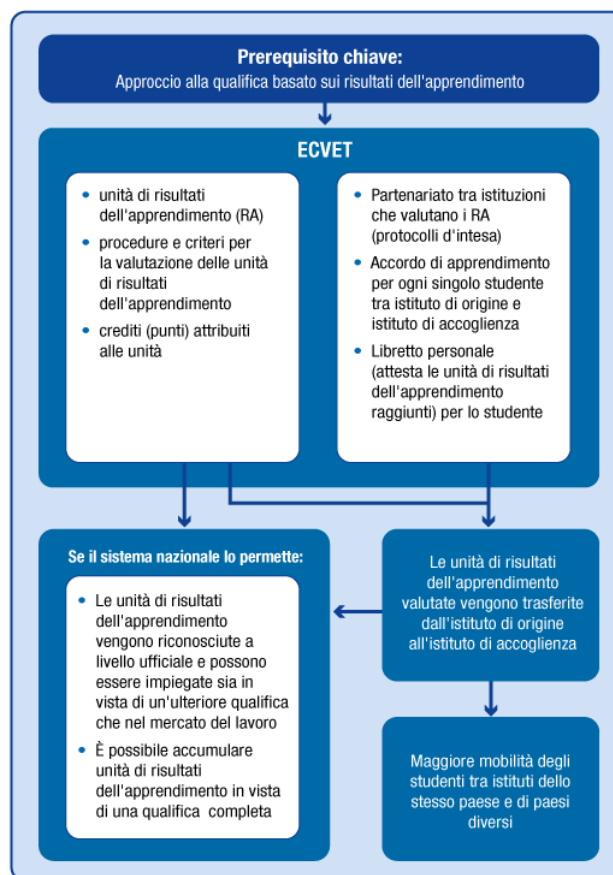 Prerequisito chiave:
Approccio alla qualifica basato sui risultati dell'apprendimento
ECVET
• unità di risultati
dell'apprendimento (RA)
• procedure e criteri per
la valutazione delle unità
di risultati
dell'apprendimento
• crediti (punti) attribuiti
alle unità
• Partenariato tra istituzioni
che valutano i RA
(protocolli d'intesa)
• Accordo di apprendimento
per ogni singolo studente
tra istituto di origine e
istituto di accoglienza
• Libretto personale
(attesta le unità di risultati
dell'apprendimento
raggiunti) per lo studente
Se il sistema nazionale lo permette:
• Le unità di risultati
dell'apprendimento
vengono riconosciute a
livello ufficiale e possono
essere impiegate sia in
vista di un'ulteriore qualifica
che nel mercato del lavoro
• È possibile accumulare
unità di risultati
dell'apprendimento in vista
di una qualifica completa
Le unità di risultati
dell'apprendimento
valutate vengono trasferite
dall'istituto di origine
all'istituto di accoglienza
Maggiore mobilità degli
studenti tra istituti dello
stesso paese e di paesi
diversi